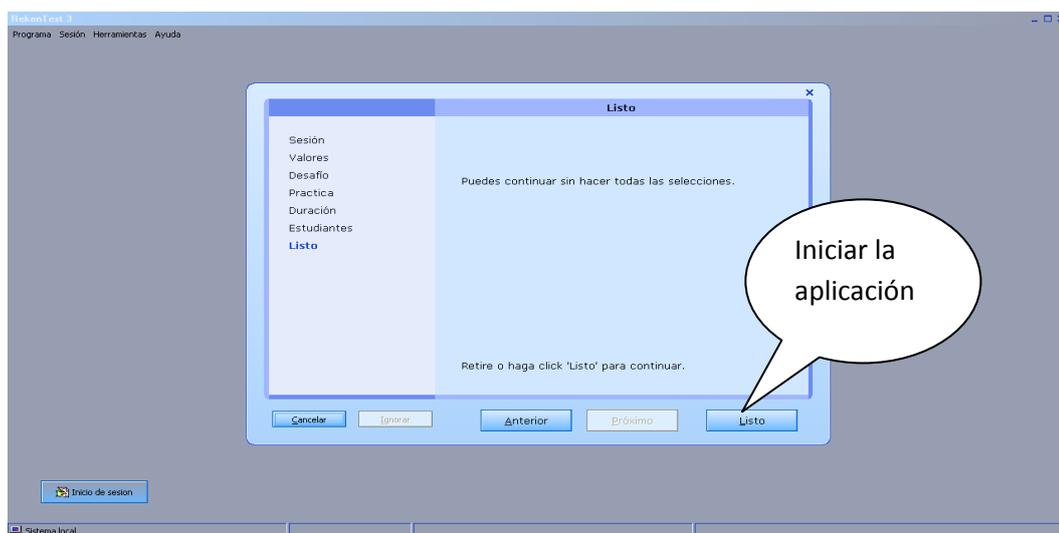 RekenTest 3
Programa Sesión Herramientas Ayuda
Listo
Sesión
Valores
Desafío
Practica
Duración
Estudiantes
Listo
Puedes continuar sin hacer todas las selecciones.
Iniciar la
aplicación
Retire o haga click 'Listo' para continuar.
Cancelar Ignorar Anterior Próximo Listo
Inicio de sesion
Sistema local